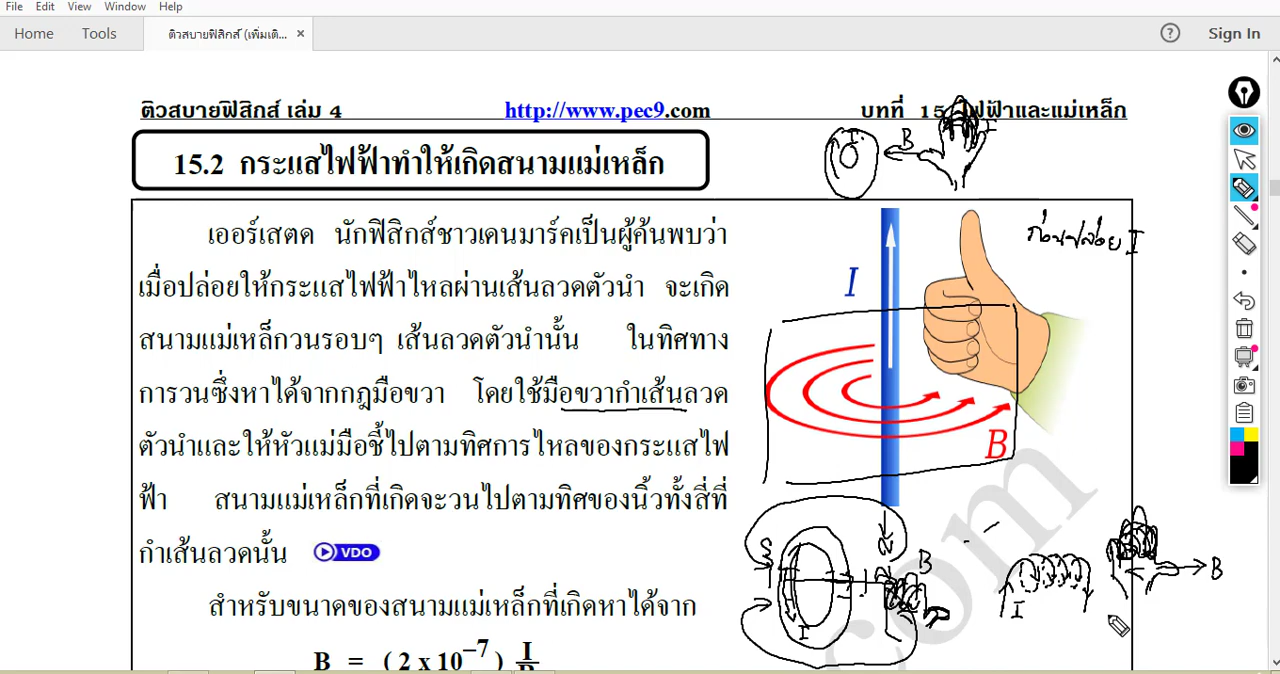 File Edit View Window Help
Home Tools ติวสบายฟิสิกส์ (เพิ่มเติ... × ? Sign In
ติวสบายฟิสิกส์ เล่ม 4 http://www.pec9.com บทที่ 15 ไฟฟ้าและแม่เหล็ก
I B I
15.2 กระแสไฟฟ้าทำให้เกิดสนามแม่เหล็ก
เออร์เสตด นักฟิสิกส์ชาวเดนมาร์คเป็นผู้ค้นพบว่า
ก่อนปล่อย I
เมื่อปล่อยให้กระแสไฟฟ้าไหลผ่านเส้นลวดตัวนำ จะเกิด
I
สนามแม่เหล็กวนรอบๆ เส้นลวดตัวนำนั้น ในทิศทาง
การวนซึ่งหาได้จากกฎมือขวา โดยใช้มือขวากำเส้นลวด
ตัวนำและให้หัวแม่มือชี้ไปตามทิศการไหลของกระแสไฟ
B
ฟ้า สนามแม่เหล็กที่เกิดจะวนไปตามทิศของนิ้วทั้งสี่ที่
กำเส้นลวดนั้น VDO
S N B I B
I
สำหรับขนาดของสนามแม่เหล็กที่เกิดหาได้จาก
B = ( 2 x 10⁻⁷ ) I
com